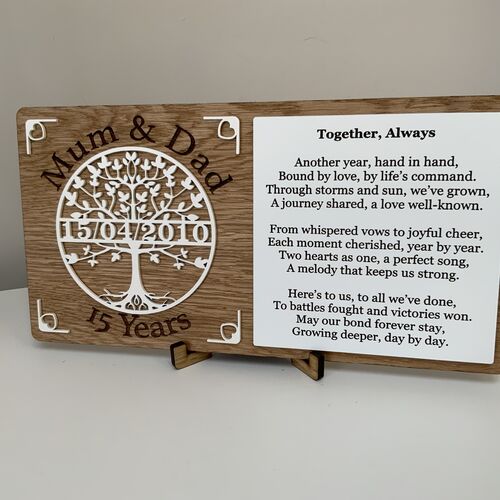 Mum & Dad
15/04/2010
15 Years
Together, Always
Another year, hand in hand,
Bound by love, by life's command.
Through storms and sun, we've grown,
A journey shared, a love well-known.
From whispered vows to joyful cheer,
Each moment cherished, year by year.
Two hearts as one, a perfect song,
A melody that keeps us strong.
Here's to us, to all we've done,
To battles fought and victories won.
May our bond forever stay,
Growing deeper, day by day.